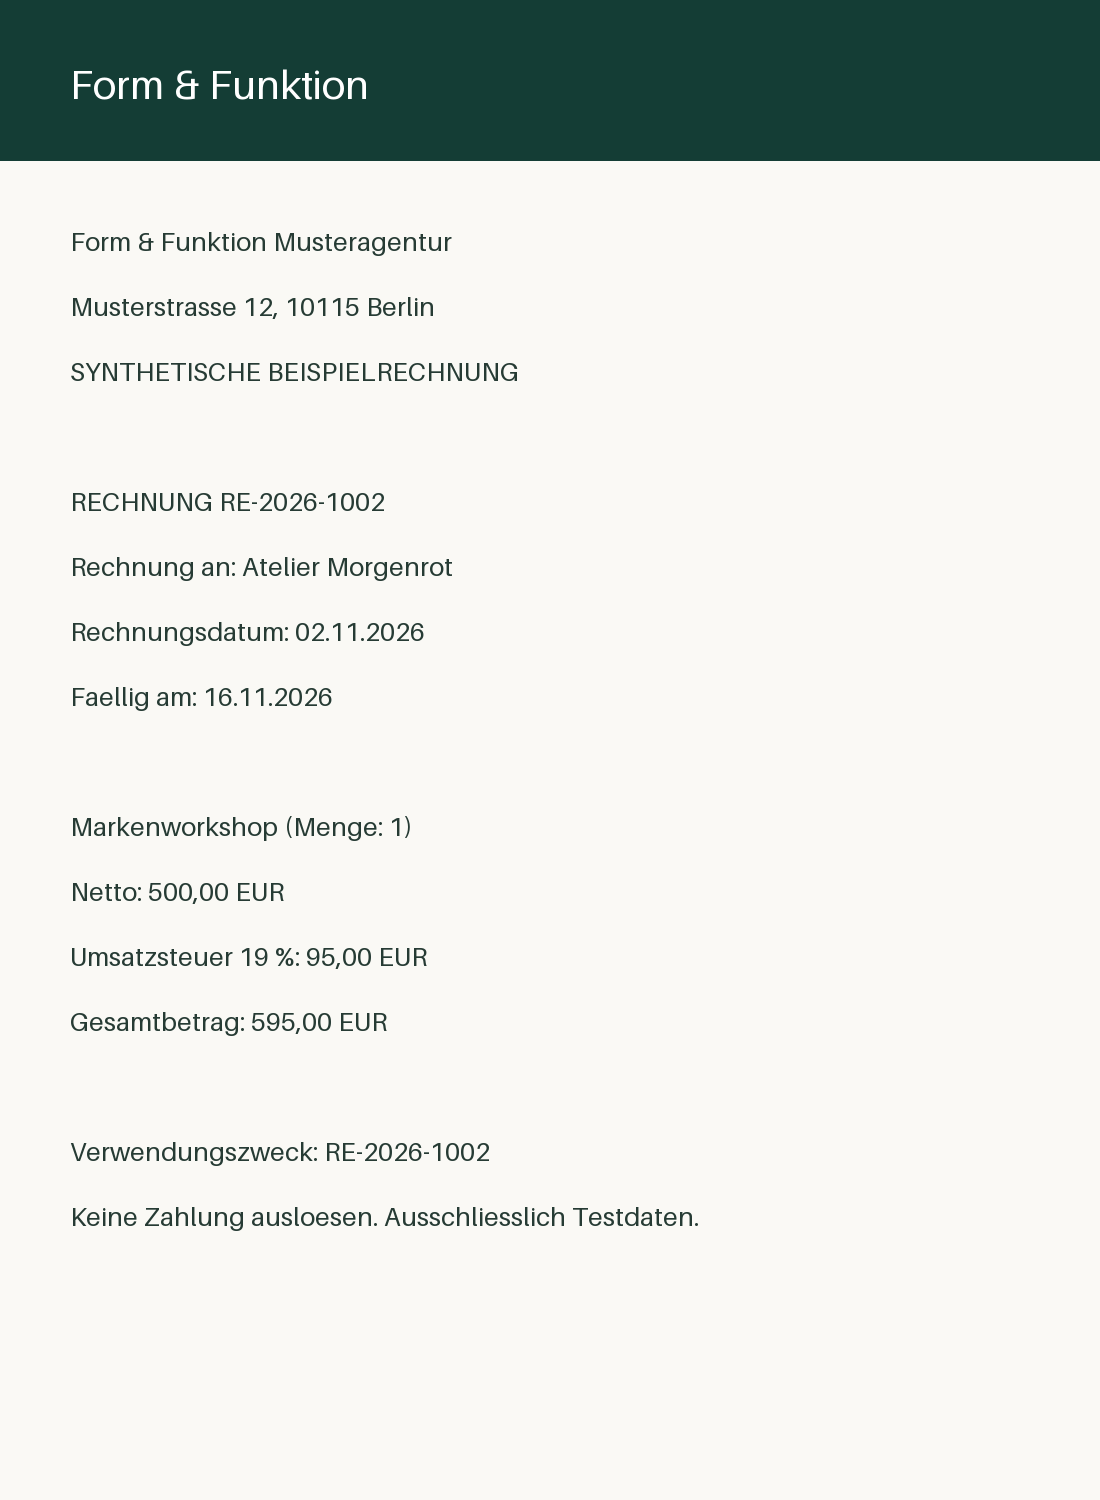 Form & Funktion
Form & Funktion Musteragentur
Musterstrasse 12, 10115 Berlin
SYNTHETISCHE BEISPIELRECHNUNG
RECHNUNG RE-2026-1002
Rechnung an: Atelier Morgenrot
Rechnungsdatum: 02.11.2026
Faellig am: 16.11.2026
Markenworkshop (Menge: 1)
Netto: 500,00 EUR
Umsatzsteuer 19 %: 95,00 EUR
Gesamtbetrag: 595,00 EUR
Verwendungszweck: RE-2026-1002
Keine Zahlung ausloesen. Ausschliesslich Testdaten.